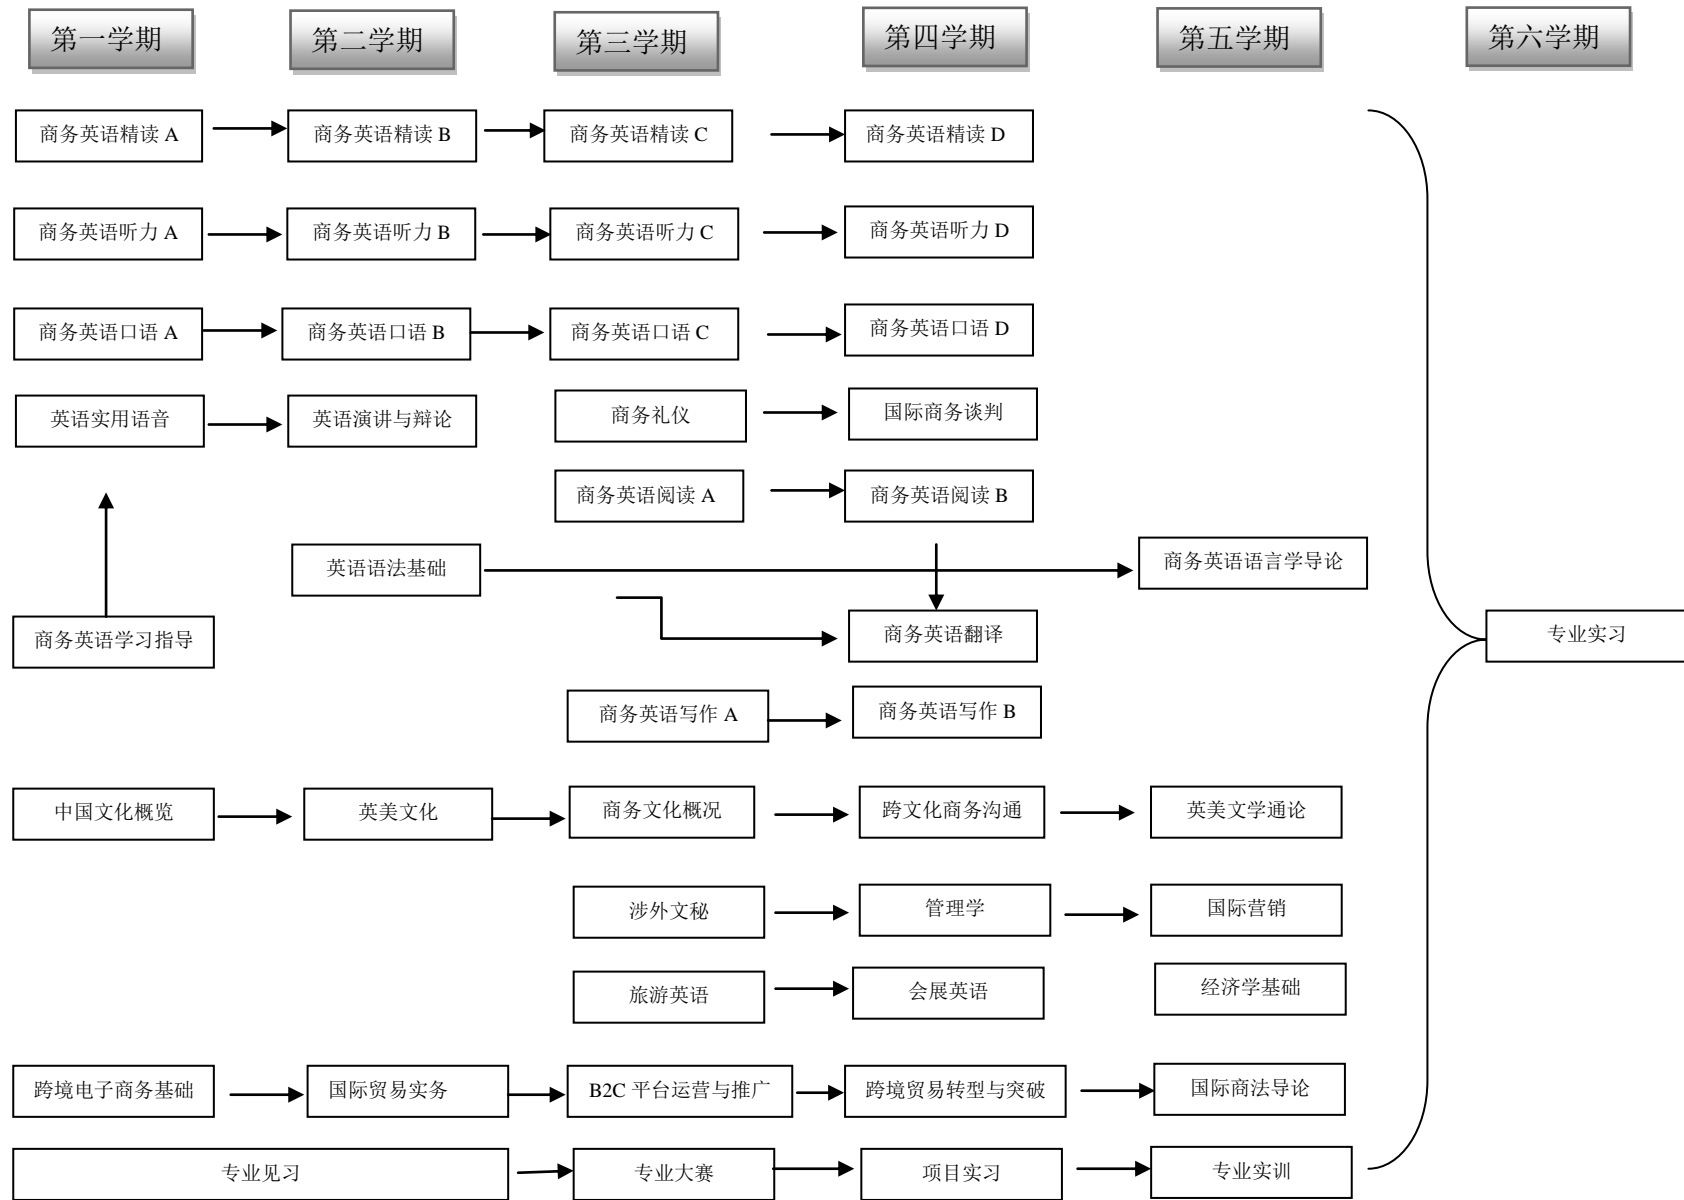 第一学期
第二学期
第三学期
第四学期
第五学期
第六学期
商务英语精读 A
商务英语精读 B
商务英语精读 C
商务英语精读 D
商务英语听力 A
商务英语听力 B
商务英语听力 C
商务英语听力 D
商务英语口语 A
商务英语口语 B
商务英语口语 C
商务英语口语 D
英语实用语音
英语演讲与辩论
商务礼仪
国际商务谈判
商务英语阅读 A
商务英语阅读 B
英语语法基础
商务英语语言学导论
商务英语学习指导
商务英语翻译
专业实习
商务英语写作 A
商务英语写作 B
中国文化概览
英美文化
商务文化概况
跨文化商务沟通
英美文学通论
涉外文秘
管理学
国际营销
旅游英语
会展英语
经济学基础
跨境电子商务基础
国际贸易实务
B2C 平台运营与推广
跨境贸易转型与突破
国际商法导论
专业见习
专业大赛
项目实习
专业实训